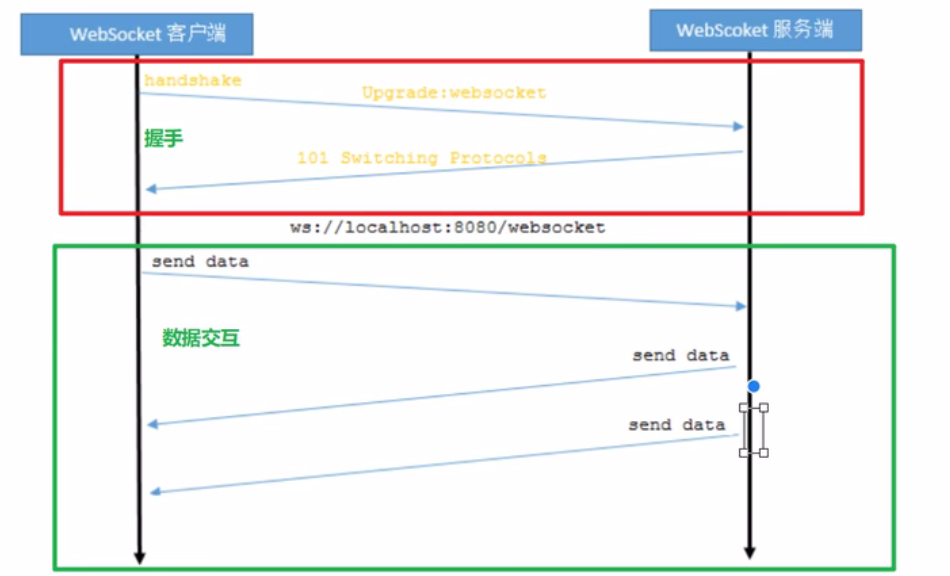 WebSocket 客户端
WebScoket 服务端
handshake
Upgrade:websocket
握手
101 Switching Protocols
ws://localhost:8080/websocket
send data
数据交互
send data
send data